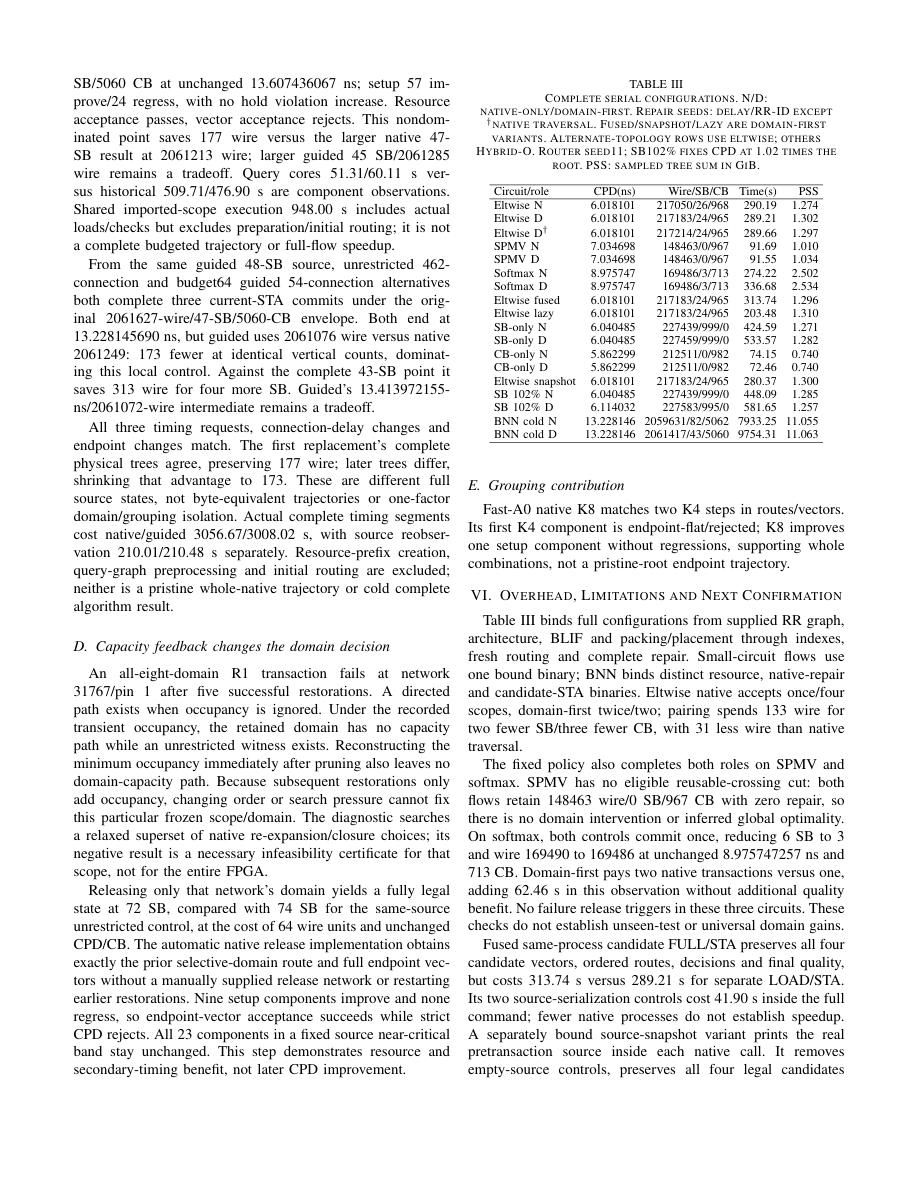 SB/5060 CB at unchanged 13.607436067 ns; setup 57 im-
prove/24 regress, with no hold violation increase. Resource
acceptance passes, vector acceptance rejects. This nondom-
inated point saves 177 wire versus the larger native 47-
SB result at 2061213 wire; larger guided 45 SB/2061285
wire remains a tradeoff. Query cores 51.31/60.11 s ver-
sus historical 509.71/476.90 s are component observations.
Shared imported-scope execution 948.00 s includes actual
loads/checks but excludes preparation/initial routing; it is not
a complete budgeted trajectory or full-flow speedup.
From the same guided 48-SB source, unrestricted 462-
connection and budget64 guided 54-connection alternatives
both complete three current-STA commits under the orig-
inal 2061627-wire/47-SB/5060-CB envelope. Both end at
13.228145690 ns, but guided uses 2061076 wire versus native
2061249: 173 fewer at identical vertical counts, dominat-
ing this local control. Against the complete 43-SB point it
saves 313 wire for four more SB. Guided's 13.413972155-
ns/2061072-wire intermediate remains a tradeoff.
All three timing requests, connection-delay changes and
endpoint changes match. The first replacement's complete
physical trees agree, preserving 177 wire; later trees differ,
shrinking that advantage to 173. These are different full
source states, not byte-equivalent trajectories or one-factor
domain/grouping isolation. Actual complete timing segments
cost native/guided 3056.67/3008.02 s, with source reobser-
vation 210.01/210.48 s separately. Resource-prefix creation,
query-graph preprocessing and initial routing are excluded;
neither is a pristine whole-native trajectory or cold complete
algorithm result.
D. Capacity feedback changes the domain decision
An all-eight-domain R1 transaction fails at network
31767/pin 1 after five successful restorations. A directed
path exists when occupancy is ignored. Under the recorded
transient occupancy, the retained domain has no capacity
path while an unrestricted witness exists. Reconstructing the
minimum occupancy immediately after pruning also leaves no
domain-capacity path. Because subsequent restorations only
add occupancy, changing order or search pressure cannot fix
this particular frozen scope/domain. The diagnostic searches
a relaxed superset of native re-expansion/closure choices; its
negative result is a necessary infeasibility certificate for that
scope, not for the entire FPGA.
Releasing only that network's domain yields a fully legal
state at 72 SB, compared with 74 SB for the same-source
unrestricted control, at the cost of 64 wire units and unchanged
CPD/CB. The automatic native release implementation obtains
exactly the prior selective-domain route and full endpoint vec-
tors without a manually supplied release network or restarting
earlier restorations. Nine setup components improve and none
regress, so endpoint-vector acceptance succeeds while strict
CPD rejects. All 23 components in a fixed source near-critical
band stay unchanged. This step demonstrates resource and
secondary-timing benefit, not later CPD improvement.
TABLE III
COMPLETE SERIAL CONFIGURATIONS. N/D:
NATIVE-ONLY/DOMAIN-FIRST. REPAIR SEEDS: DELAY/RR-ID EXCEPT
†NATIVE TRAVERSAL. FUSED/SNAPSHOT/LAZY ARE DOMAIN-FIRST
VARIANTS. ALTERNATE-TOPOLOGY ROWS USE ELTWISE; OTHERS
HYBRID-O. ROUTER SEED11; SB102% FIXES CPD AT 1.02 TIMES THE
ROOT. PSS: SAMPLED TREE SUM IN GIB.
Circuit/role CPD(ns) Wire/SB/CB Time(s) PSS
Eltwise N 6.018101 217050/26/968 290.19 1.274
Eltwise D 6.018101 217183/24/965 289.21 1.302
Eltwise D† 6.018101 217214/24/965 289.66 1.297
SPMV N 7.034698 148463/0/967 91.69 1.010
SPMV D 7.034698 148463/0/967 91.55 1.034
Softmax N 8.975747 169486/3/713 274.22 2.502
Softmax D 8.975747 169486/3/713 336.68 2.534
Eltwise fused 6.018101 217183/24/965 313.74 1.296
Eltwise lazy 6.018101 217183/24/965 203.48 1.310
SB-only N 6.040485 227439/999/0 424.59 1.271
SB-only D 6.040485 227459/999/0 533.57 1.282
CB-only N 5.862299 212511/0/982 74.15 0.740
CB-only D 5.862299 212511/0/982 72.46 0.740
Eltwise snapshot 6.018101 217183/24/965 280.37 1.300
SB 102% N 6.040485 227439/999/0 448.09 1.285
SB 102% D 6.114032 227583/995/0 581.65 1.257
BNN cold N 13.228146 2059631/82/5062 7933.25 11.055
BNN cold D 13.228146 2061417/43/5060 9754.31 11.063
E. Grouping contribution
Fast-A0 native K8 matches two K4 steps in routes/vectors.
Its first K4 component is endpoint-flat/rejected; K8 improves
one setup component without regressions, supporting whole
combinations, not a pristine-root endpoint trajectory.
VI. OVERHEAD, LIMITATIONS AND NEXT CONFIRMATION
Table III binds full configurations from supplied RR graph,
architecture, BLIF and packing/placement through indexes,
fresh routing and complete repair. Small-circuit flows use
one bound binary; BNN binds distinct resource, native-repair
and candidate-STA binaries. Eltwise native accepts once/four
scopes, domain-first twice/two; pairing spends 133 wire for
two fewer SB/three fewer CB, with 31 less wire than native
traversal.
The fixed policy also completes both roles on SPMV and
softmax. SPMV has no eligible reusable-crossing cut: both
flows retain 148463 wire/0 SB/967 CB with zero repair, so
there is no domain intervention or inferred global optimality.
On softmax, both controls commit once, reducing 6 SB to 3
and wire 169490 to 169486 at unchanged 8.975747257 ns and
713 CB. Domain-first pays two native transactions versus one,
adding 62.46 s in this observation without additional quality
benefit. No failure release triggers in these three circuits. These
checks do not establish unseen-test or universal domain gains.
Fused same-process candidate FULL/STA preserves all four
candidate vectors, ordered routes, decisions and final quality,
but costs 313.74 s versus 289.21 s for separate LOAD/STA.
Its two source-serialization controls cost 41.90 s inside the full
command; fewer native processes do not establish speedup.
A separately bound source-snapshot variant prints the real
pretransaction source inside each native call. It removes
empty-source controls, preserves all four legal candidates